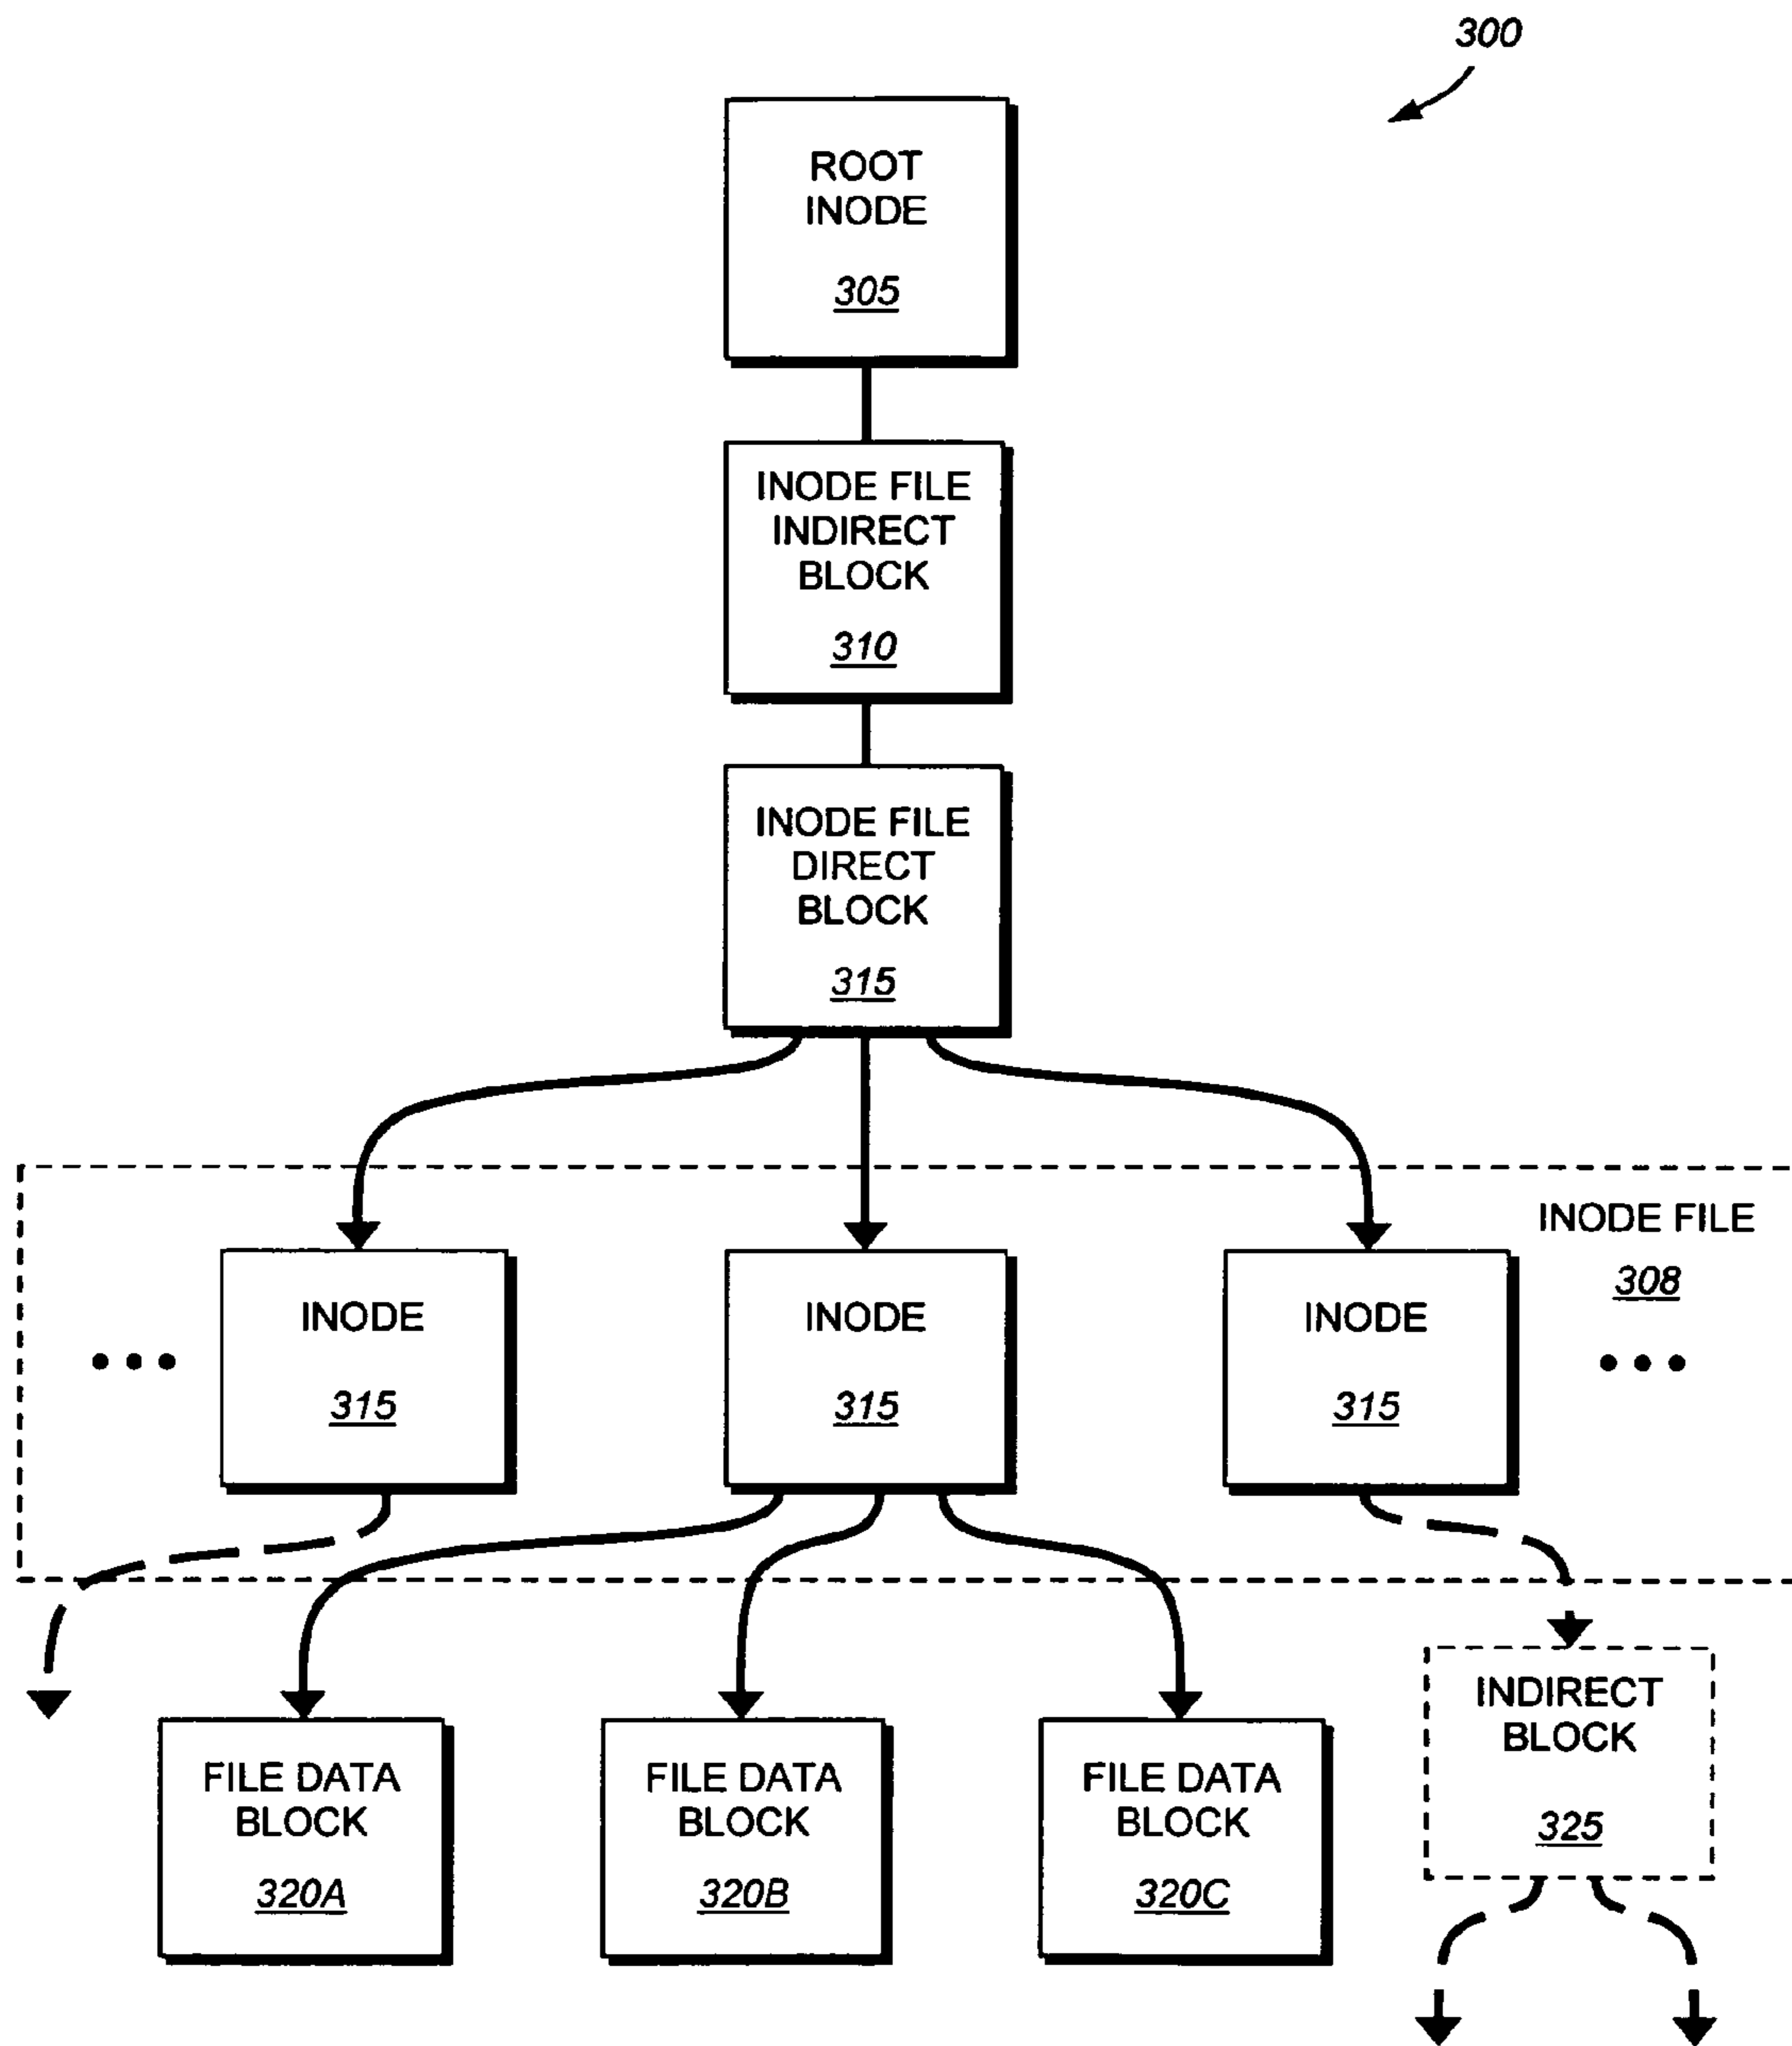 300
ROOT
INODE
305
INODE FILE
INDIRECT
BLOCK
310
INODE FILE
DIRECT
BLOCK
315
INODE FILE
308
INODE
315
INODE
315
INODE
315
FILE DATA
BLOCK
320A
FILE DATA
BLOCK
320B
FILE DATA
BLOCK
320C
INDIRECT
BLOCK
325